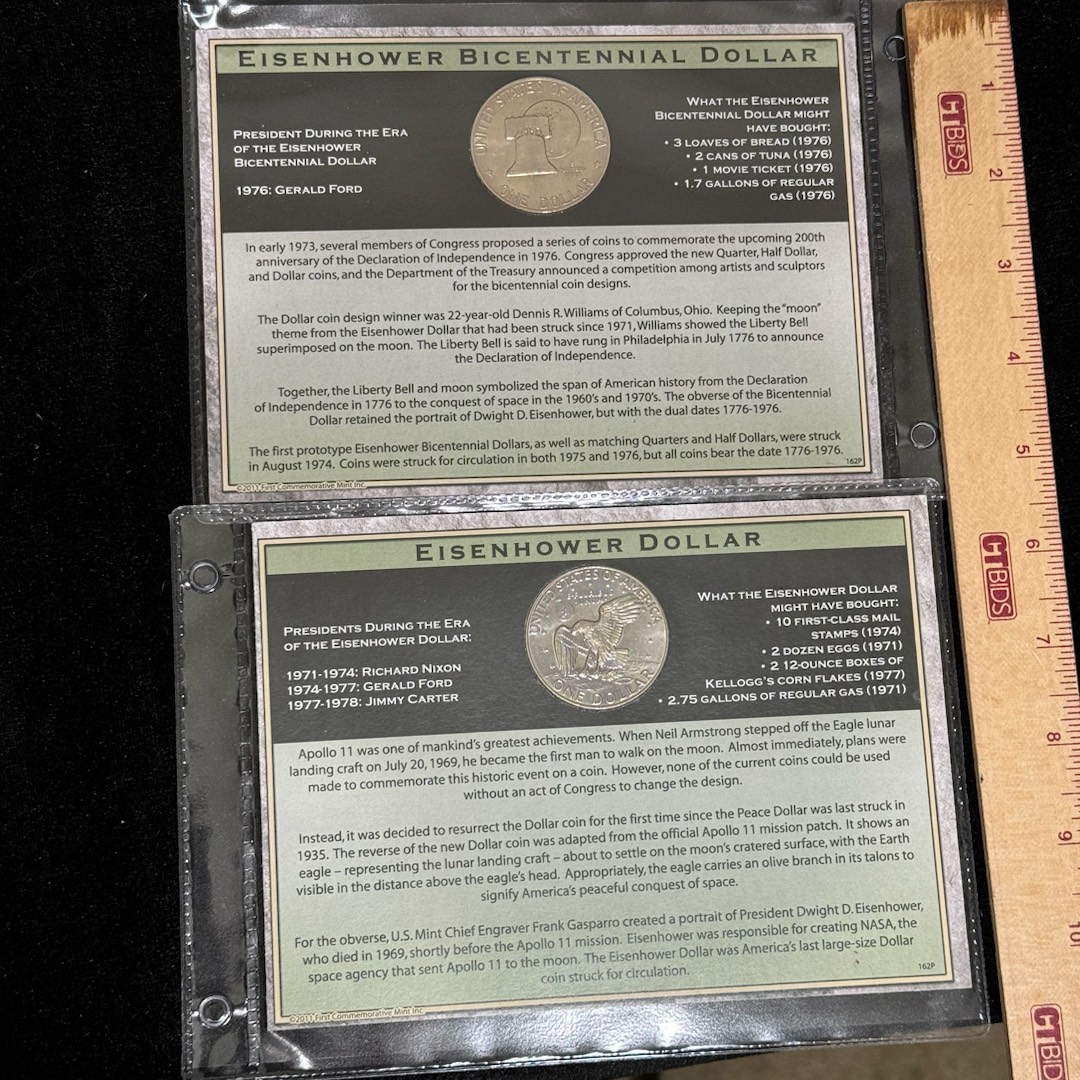 EISENHOWER BICENTENNIAL DOLLAR
PRESIDENT DURING THE ERA
OF THE EISENHOWER
BICENTENNIAL DOLLAR
1976: GERALD FORD
UNITED STATES OF AMERICA
ONE DOLLAR
WHAT THE EISENHOWER
BICENTENNIAL DOLLAR MIGHT
HAVE BOUGHT:
• 3 LOAVES OF BREAD (1976)
• 2 CANS OF TUNA (1976)
• 1 MOVIE TICKET (1976)
• 1.7 GALLONS OF REGULAR
GAS (1976)
In early 1973, several members of Congress proposed a series of coins to commemorate the upcoming 200th
anniversary of the Declaration of Independence in 1976. Congress approved the new Quarter, Half Dollar,
and Dollar coins, and the Department of the Treasury announced a competition among artists and sculptors
for the bicentennial coin designs.
The Dollar coin design winner was 22-year-old Dennis R. Williams of Columbus, Ohio. Keeping the "moon"
theme from the Eisenhower Dollar that had been struck since 1971, Williams showed the Liberty Bell
superimposed on the moon. The Liberty Bell is said to have rung in Philadelphia in July 1776 to announce
the Declaration of Independence.
Together, the Liberty Bell and moon symbolized the span of American history from the Declaration
of Independence in 1776 to the conquest of space in the 1960's and 1970's. The obverse of the Bicentennial
Dollar retained the portrait of Dwight D. Eisenhower, but with the dual dates 1776-1976.
The first prototype Eisenhower Bicentennial Dollars, as well as matching Quarters and Half Dollars, were struck
in August 1974. Coins were struck for circulation in both 1975 and 1976, but all coins bear the date 1776-1976.
162P
©2011 First Commemorative Mint Inc.
EISENHOWER DOLLAR
PRESIDENTS DURING THE ERA
OF THE EISENHOWER DOLLAR:
1971-1974: RICHARD NIXON
1974-1977: GERALD FORD
1977-1978: JIMMY CARTER
UNITED STATES OF AMERICA
ONE DOLLAR
WHAT THE EISENHOWER DOLLAR
MIGHT HAVE BOUGHT:
• 10 FIRST-CLASS MAIL
STAMPS (1974)
• 2 DOZEN EGGS (1971)
• 2 12-OUNCE BOXES OF
KELLOGG'S CORN FLAKES (1977)
• 2.75 GALLONS OF REGULAR GAS (1971)
Apollo 11 was one of mankind's greatest achievements. When Neil Armstrong stepped off the Eagle lunar
landing craft on July 20, 1969, he became the first man to walk on the moon. Almost immediately, plans were
made to commemorate this historic event on a coin. However, none of the current coins could be used
without an act of Congress to change the design.
Instead, it was decided to resurrect the Dollar coin for the first time since the Peace Dollar was last struck in
1935. The reverse of the new Dollar coin was adapted from the official Apollo 11 mission patch. It shows an
eagle – representing the lunar landing craft – about to settle on the moon's cratered surface, with the Earth
visible in the distance above the eagle's head. Appropriately, the eagle carries an olive branch in its talons to
signify America's peaceful conquest of space.
For the obverse, U.S. Mint Chief Engraver Frank Gasparro created a portrait of President Dwight D. Eisenhower,
who died in 1969, shortly before the Apollo 11 mission. Eisenhower was responsible for creating NASA, the
space agency that sent Apollo 11 to the moon. The Eisenhower Dollar was America's last large-size Dollar
coin struck for circulation.
162P
©2011 First Commemorative Mint Inc.
1
CTBIDS
2
3
4
5
6
CTBIDS
7
8
9
10
CTBIDS